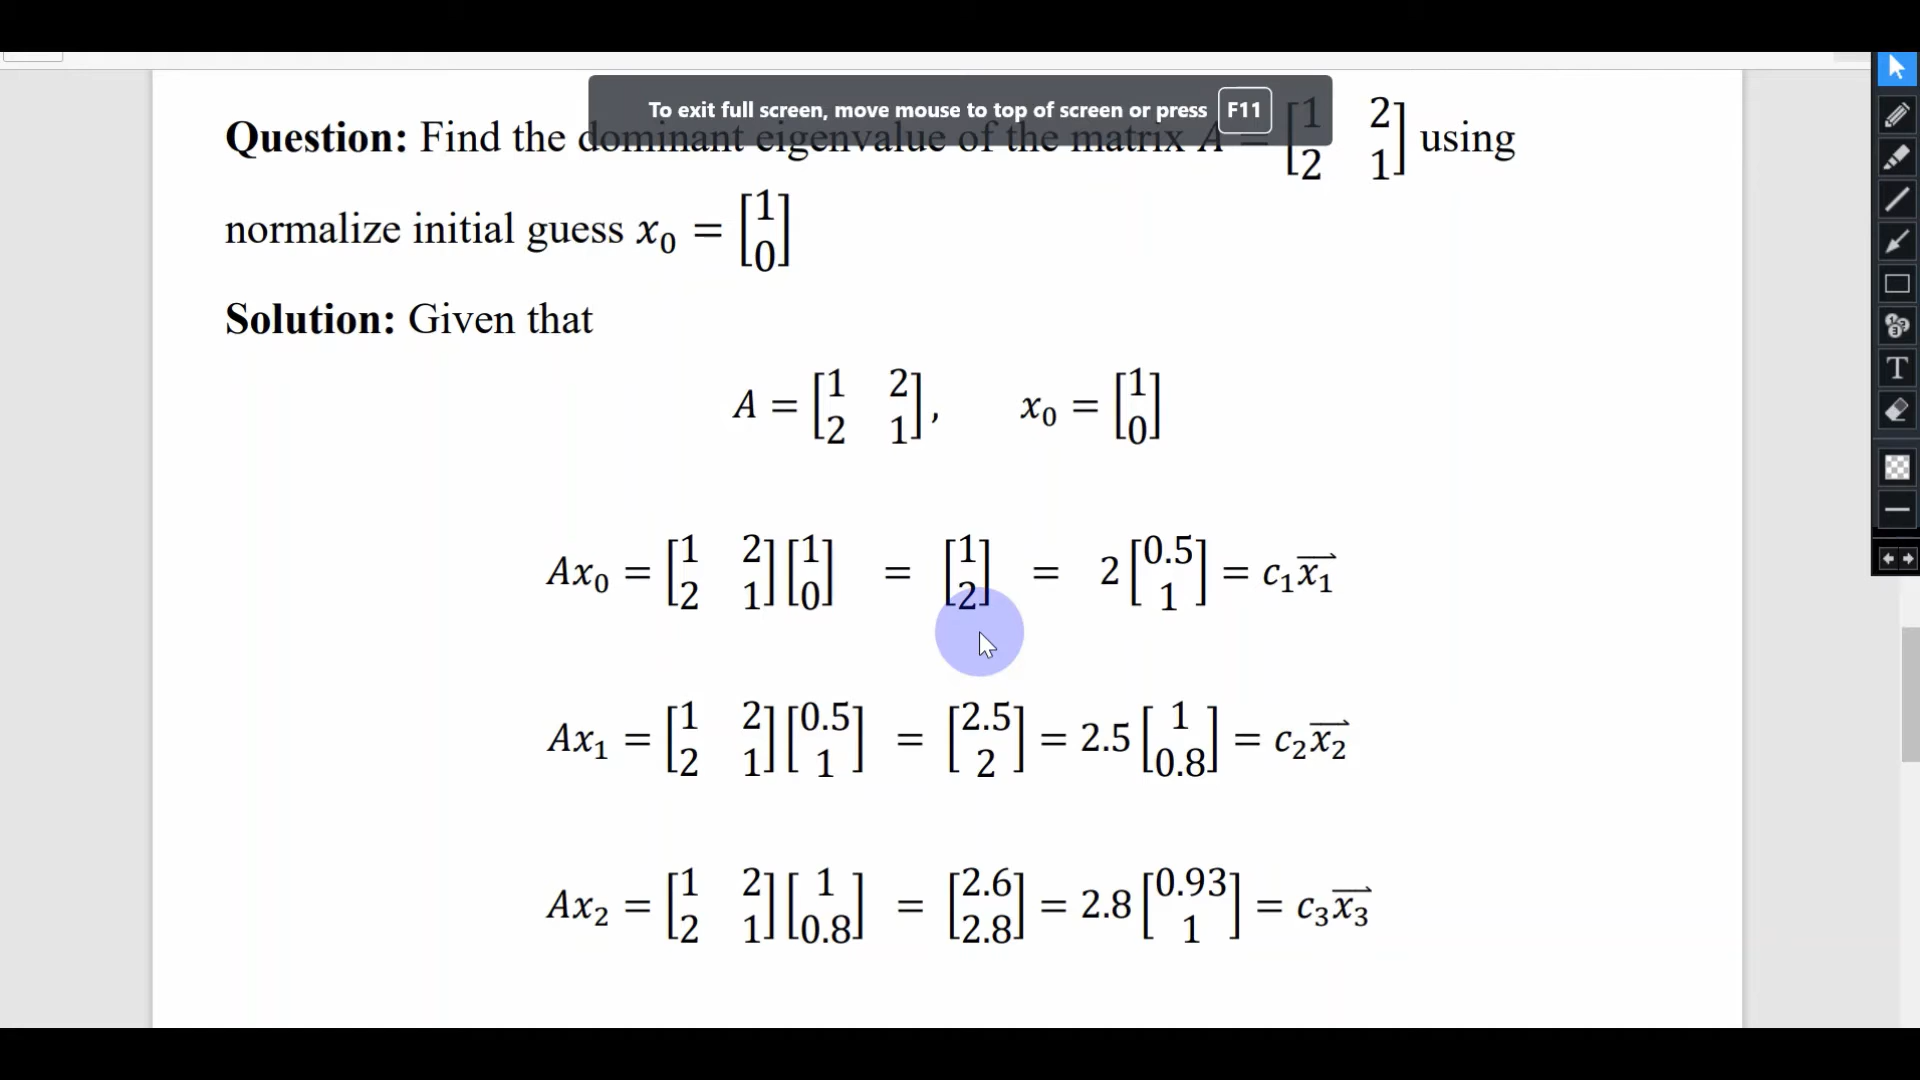 To exit full screen, move mouse to top of screen or press F11
Question: Find the dominant eigenvalue of the matrix A = [1 2; 2 1] using
normalize initial guess x₀ = [1; 0]
Solution: Given that
A = [1 2; 2 1], x₀ = [1; 0]
Ax₀ = [1 2; 2 1] [1; 0] = [1; 2] = 2 [0.5; 1] = c₁x₁⃗
Ax₁ = [1 2; 2 1] [0.5; 1] = [2.5; 2] = 2.5 [1; 0.8] = c₂x₂⃗
Ax₂ = [1 2; 2 1] [1; 0.8] = [2.6; 2.8] = 2.8 [0.93; 1] = c₃x₃⃗
T